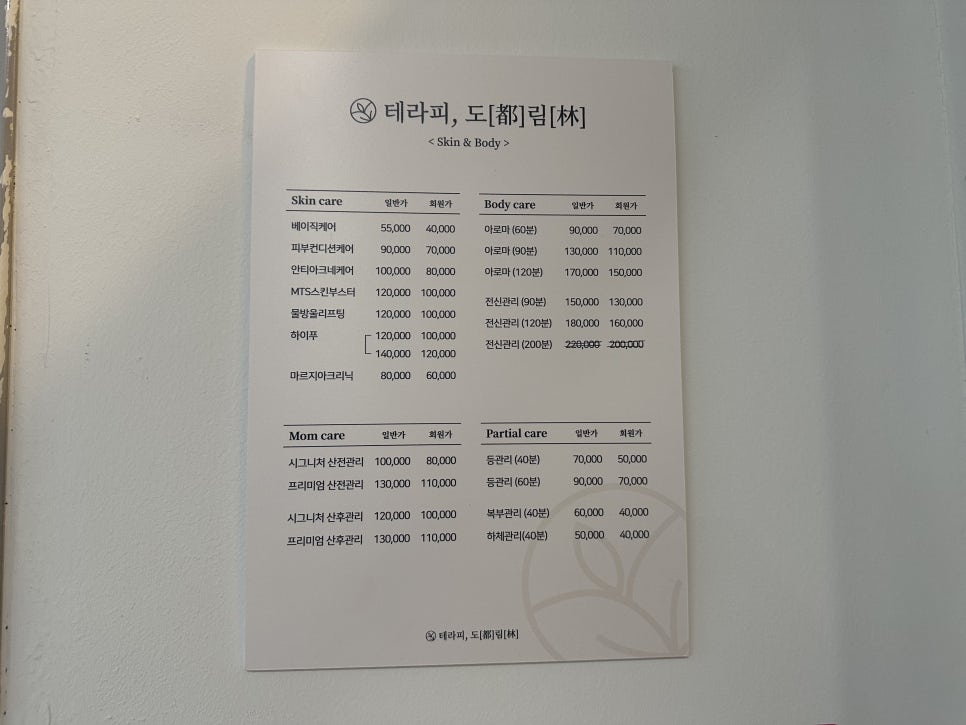 테라피, 도[都]림[林]
< Skin & Body >
Skin care 일반가 회원가
베이직케어 55,000 40,000
피부컨디션케어 90,000 70,000
안티아크네케어 100,000 80,000
MTS스킨부스터 120,000 100,000
물방울리프팅 120,000 100,000
하이푸 120,000 100,000
140,000 120,000
마르지아크리닉 80,000 60,000
Body care 일반가 회원가
아로마 (60분) 90,000 70,000
아로마 (90분) 130,000 110,000
아로마 (120분) 170,000 150,000
전신관리 (90분) 150,000 130,000
전신관리 (120분) 180,000 160,000
전신관리 (200분) 220,000 200,000
Mom care 일반가 회원가
시그니처 산전관리 100,000 80,000
프리미엄 산전관리 130,000 110,000
시그니처 산후관리 120,000 100,000
프리미엄 산후관리 130,000 110,000
Partial care 일반가 회원가
등관리 (40분) 70,000 50,000
등관리 (60분) 90,000 70,000
복부관리 (40분) 60,000 40,000
하체관리(40분) 50,000 40,000
테라피, 도[都]림[林]